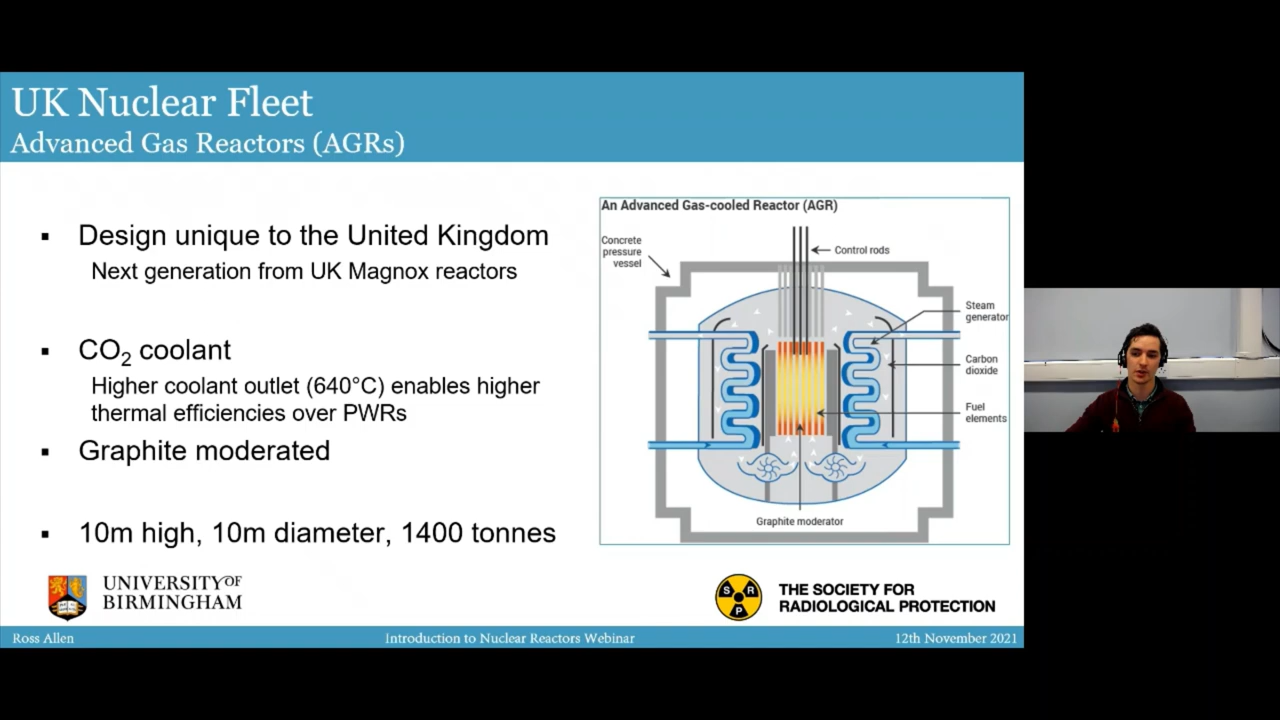 UK Nuclear Fleet
Advanced Gas Reactors (AGRs)
▪ Design unique to the United Kingdom
Next generation from UK Magnox reactors
▪ CO₂ coolant
Higher coolant outlet (640°C) enables higher
thermal efficiencies over PWRs
▪ Graphite moderated
▪ 10m high, 10m diameter, 1400 tonnes
An Advanced Gas-cooled Reactor (AGR)
Concrete
pressure
vessel
Control rods
Steam
generator
Carbon
dioxide
Fuel
elements
Graphite moderator
UNIVERSITY OF
BIRMINGHAM
S R
P
THE SOCIETY FOR
RADIOLOGICAL PROTECTION
Ross Allen
Introduction to Nuclear Reactors Webinar
12th November 2021